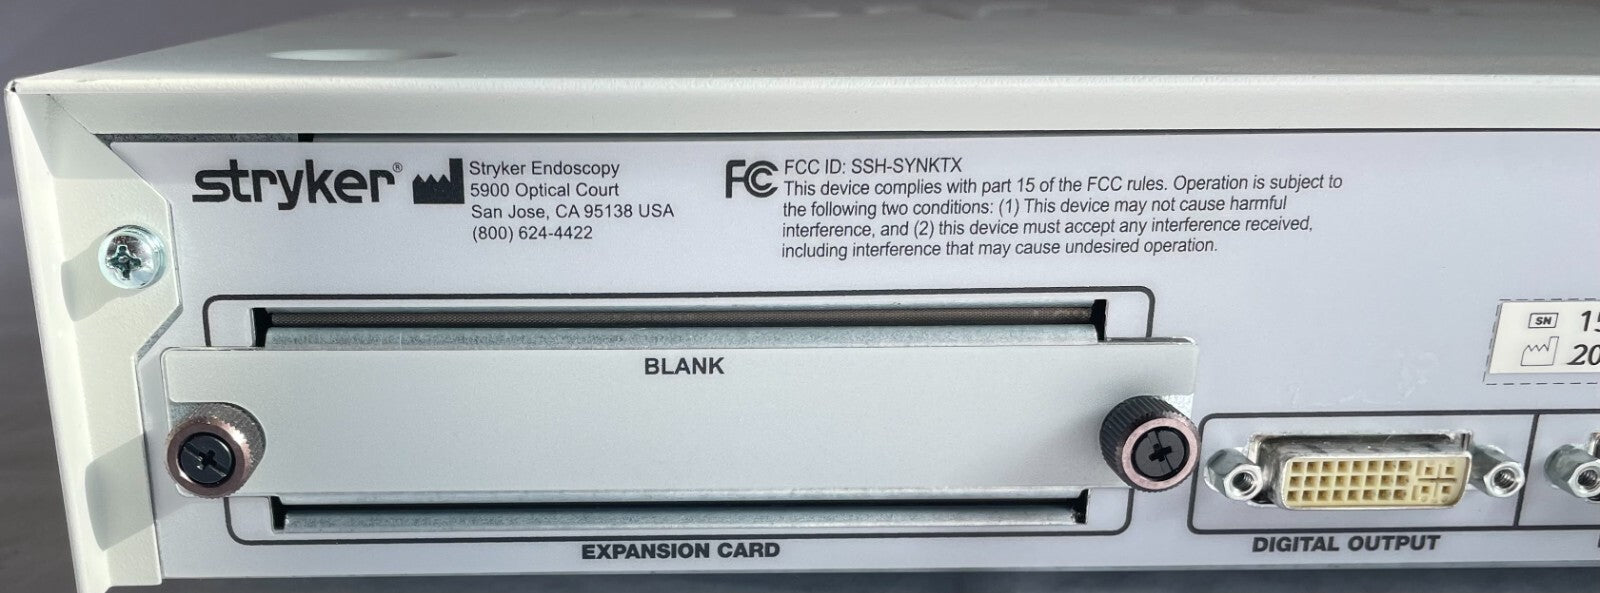 stryker®
Stryker Endoscopy
5900 Optical Court
San Jose, CA 95138 USA
(800) 624-4422
FC FCC ID: SSH-SYNKTX
This device complies with part 15 of the FCC rules. Operation is subject to
the following two conditions: (1) This device may not cause harmful
interference, and (2) this device must accept any interference received,
including interference that may cause undesired operation.
SN 15
20
BLANK
EXPANSION CARD
DIGITAL OUTPUT